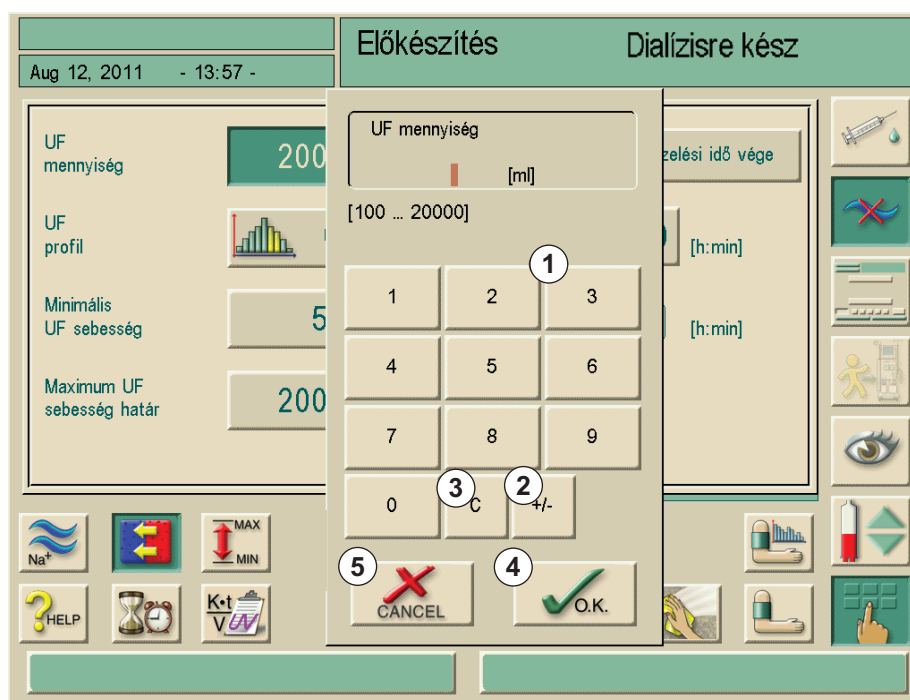 Előkészítés
Dialízisre kész
Aug 12, 2011 - 13:57 -
UF
mennyiség
200
UF mennyiség
[ml]
[100 ... 20000]
zelési idő vége
UF
profil
[h:min]
Minimális
UF sebesség
5
[h:min]
Maximum UF
sebesség határ
200
1
1 2 3
4 5 6
7 8 9
3 2
0 C +/-
5 4
CANCEL
O.K.
Na+
MAX
MIN
HELP
K•t
V